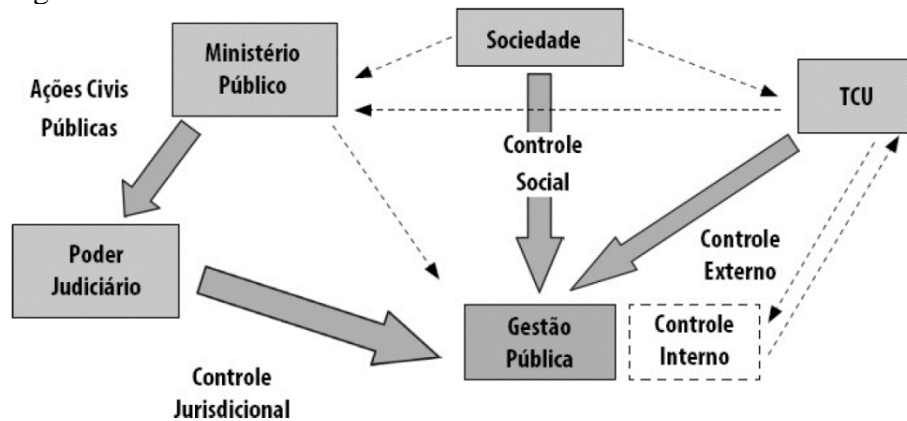 Sociedade
Ministério
Público
TCU
Ações Civis
Públicas
Controle
Social
Poder
Judiciário
Controle
Externo
Gestão
Pública
Controle
Interno
Controle
Jurisdicional